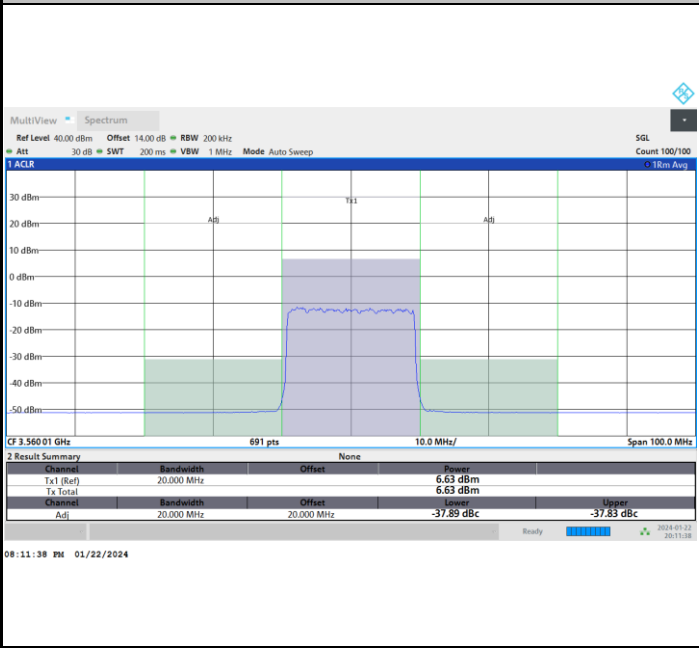 MultiView Spectrum
Ref Level 40.00 dBm Offset 14.00 dB RBW 200 kHz SGL
Att 30 dB SWT 200 ms VBW 1 MHz Mode Auto Sweep Count 100/100
1 ACLR 1Rm Avg
30 dBm
Tx1
20 dBm Adj Adj
10 dBm
0 dBm
-10 dBm
-20 dBm
-30 dBm
-40 dBm
-50 dBm
CF 3.56001 GHz 691 pts 10.0 MHz/ Span 100.0 MHz
2 Result Summary None
Channel Bandwidth Offset Power
Tx1 (Ref) 20.000 MHz 6.63 dBm
Tx Total 6.63 dBm
Channel Bandwidth Offset Lower Upper
Adj 20.000 MHz 20.000 MHz -37.89 dBc -37.83 dBc
Ready 2024-01-22
20:11:38
08:11:38 PM 01/22/2024